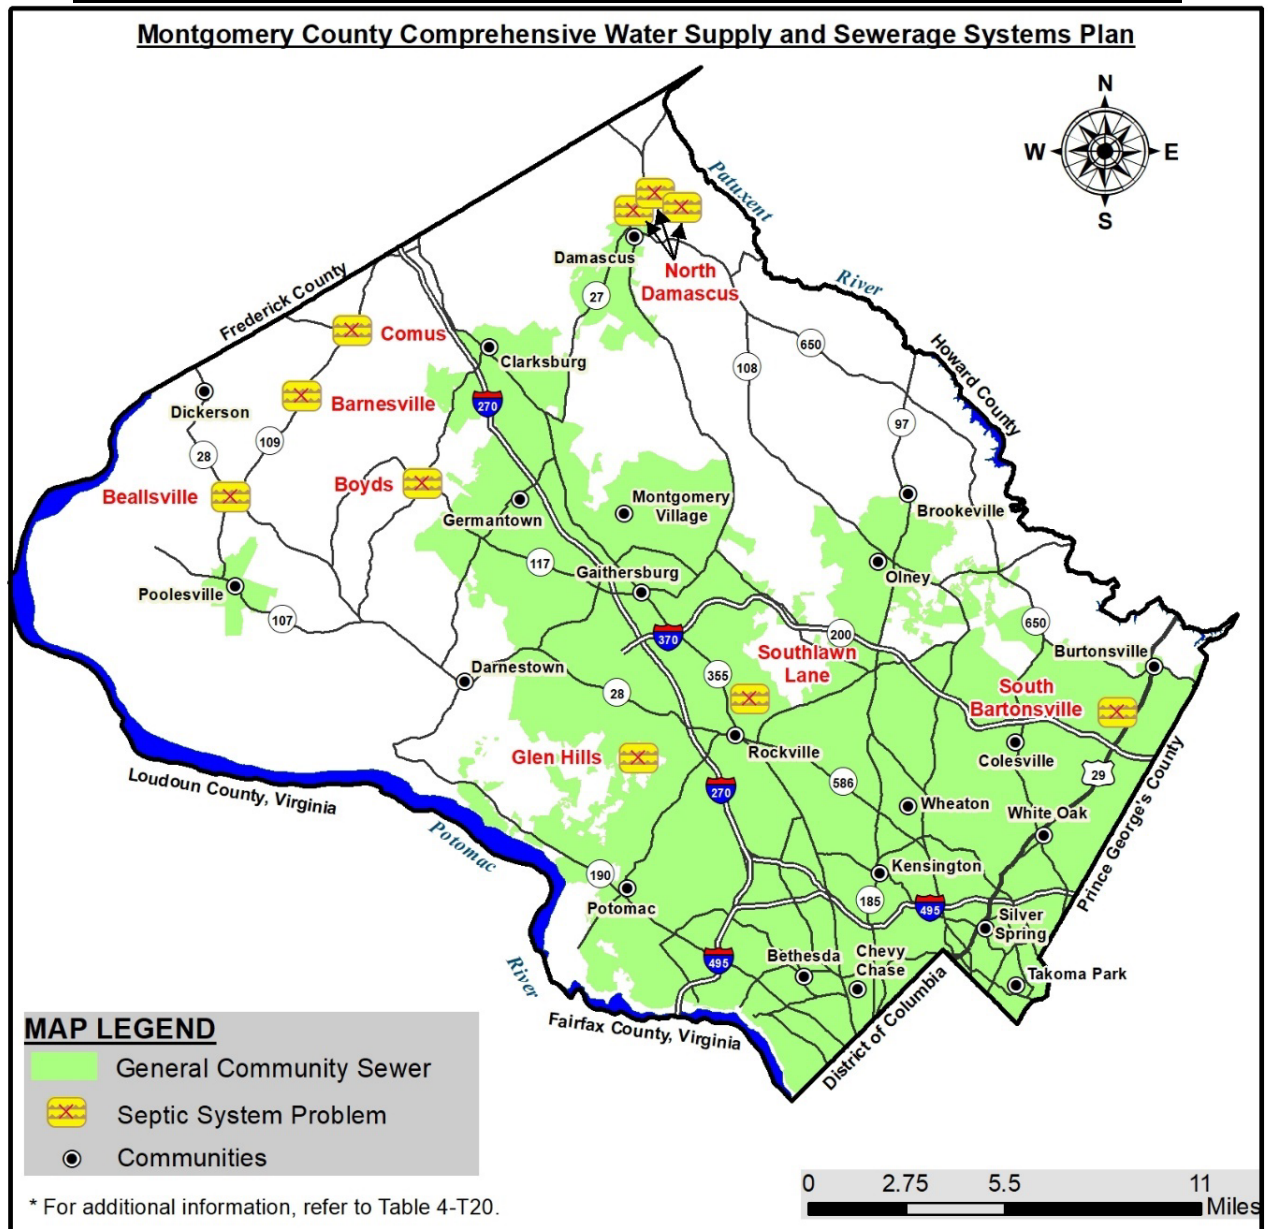 Montgomery County Comprehensive Water Supply and Sewerage Systems Plan
N
W
E
S
Patuxent
River
Frederick County
Howard County
Damascus
North
Damascus
27
650
108
97
Comus
Clarksburg
270
Dickerson
Barnesville
28
109
Beallsville
Boyds
Germantown
Montgomery
Village
Brookeville
117
Gaithersburg
Olney
Poolesville
107
370
200
650
Southlawn
Lane
Burtonsville
Darnestown
28
355
South
Bartonsville
Glen Hills
Rockville
Colesville
270
586
29
Wheaton
White Oak
Prince George's County
Loudoun County, Virginia
Potomac
River
190
Potomac
Kensington
185
495
Silver
Spring
495
Bethesda
Chevy
Chase
Takoma Park
District of Columbia
Fairfax County, Virginia
MAP LEGEND
General Community Sewer
Septic System Problem
Communities
* For additional information, refer to Table 4-T20.
0 2.75 5.5 11
Miles